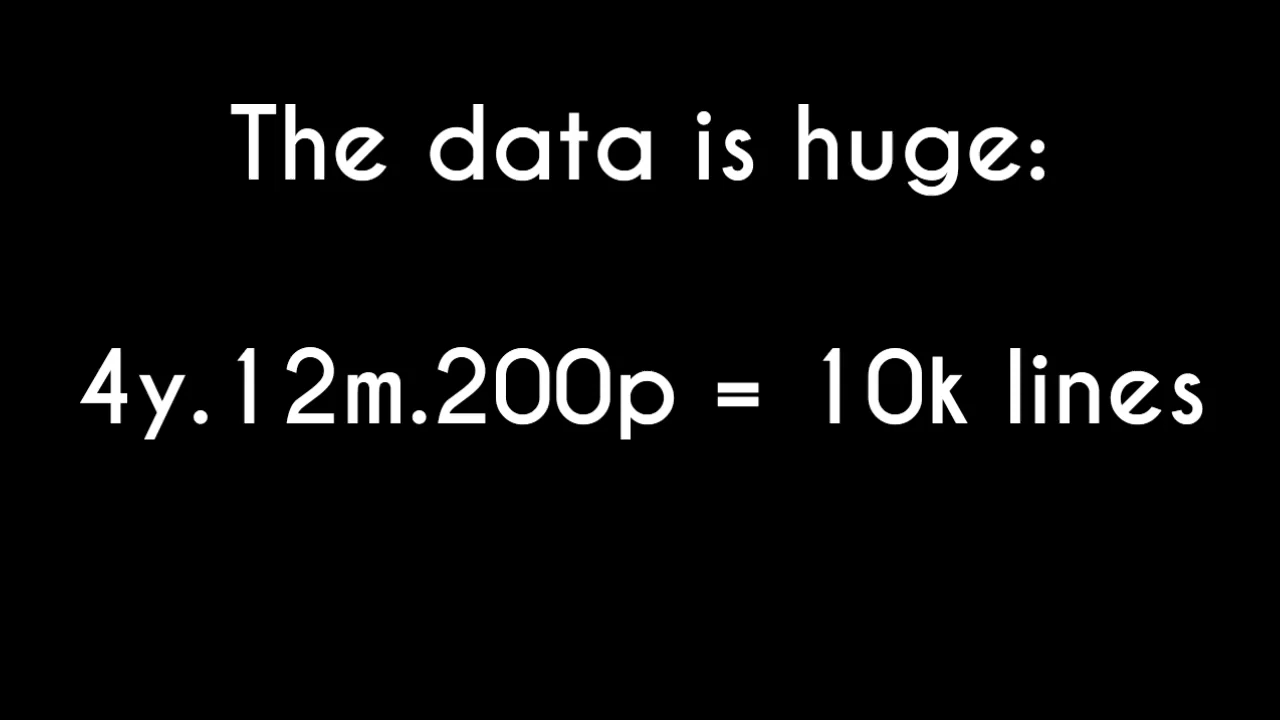 The data is huge:
4y.12m.200p = 10k lines